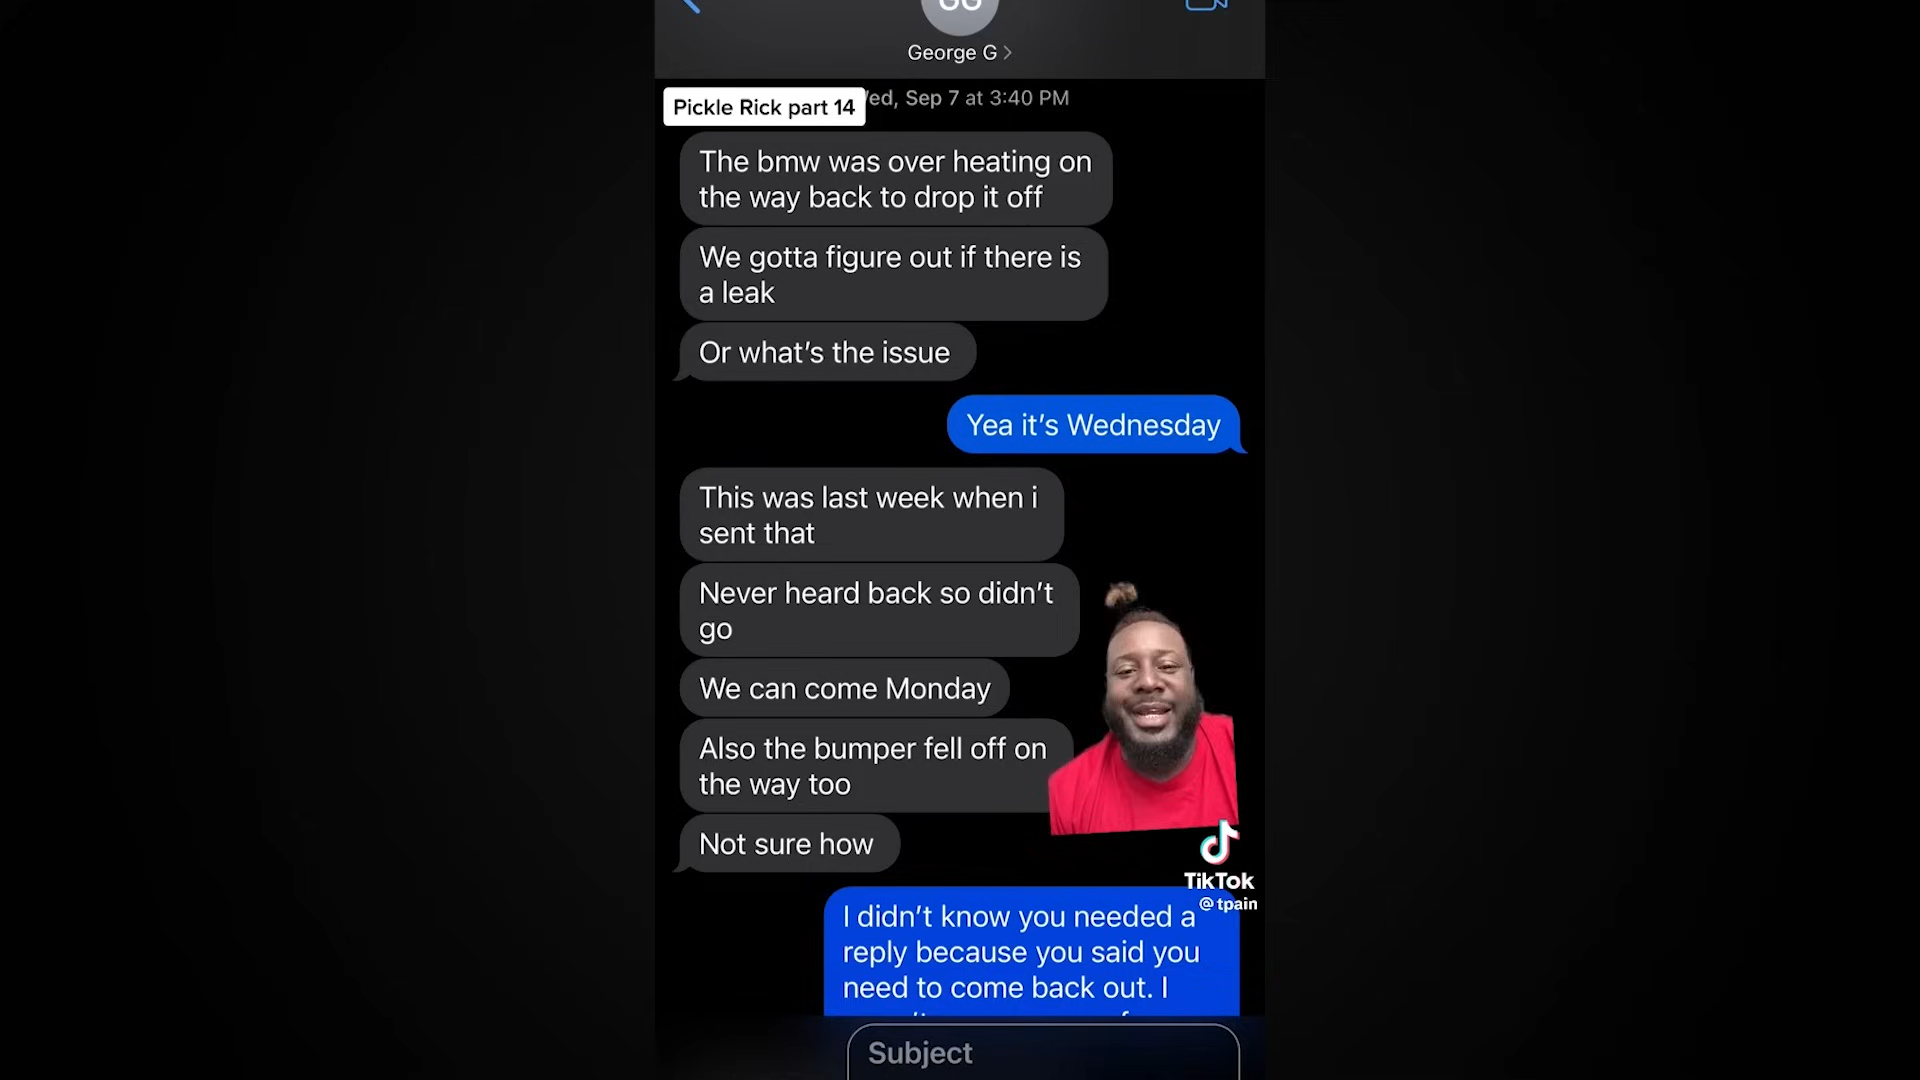 GG
George G
ed, Sep 7 at 3:40 PM
Pickle Rick part 14
The bmw was over heating on
the way back to drop it off
We gotta figure out if there is
a leak
Or what’s the issue
Yea it’s Wednesday
This was last week when i
sent that
Never heard back so didn’t
go
We can come Monday
Also the bumper fell off on
the way too
Not sure how
TikTok
@tpain
I didn’t know you needed a
reply because you said you
need to come back out. I
Subject